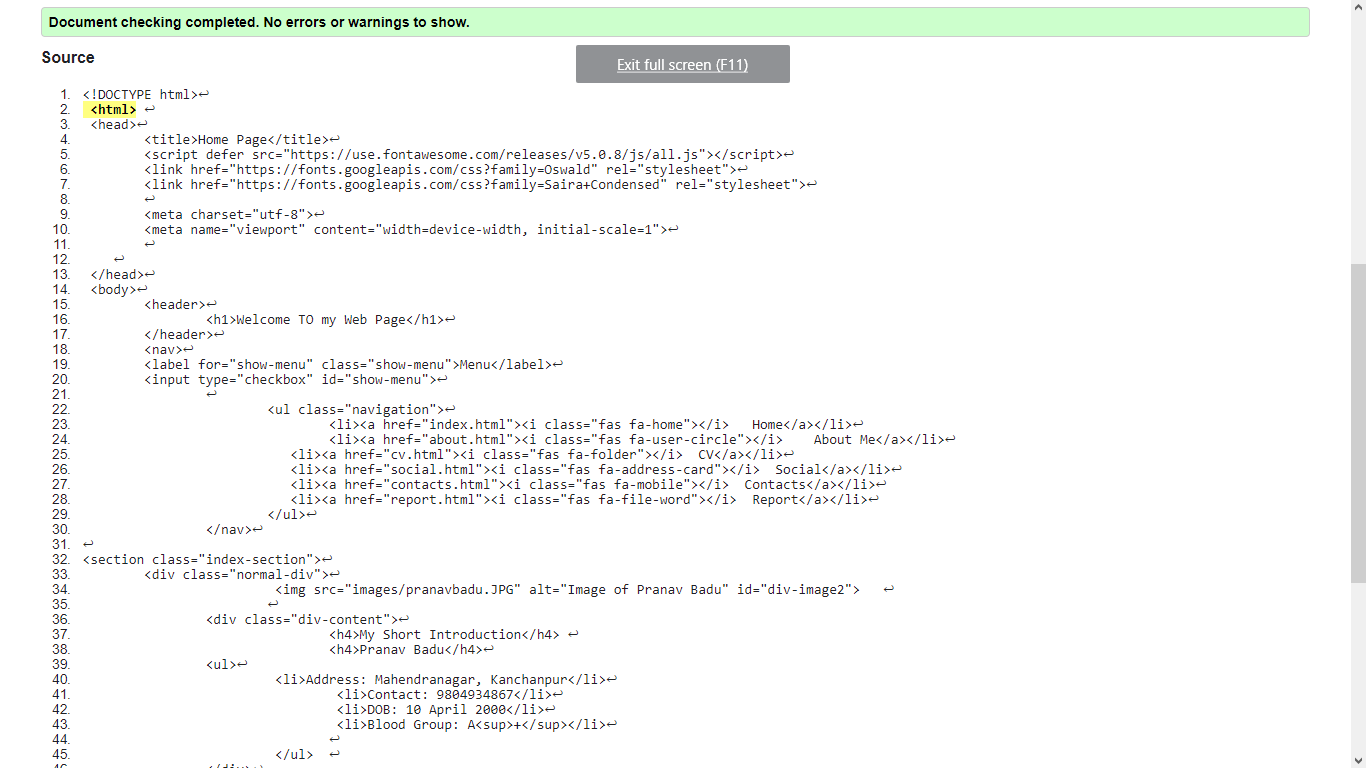 Document checking completed. No errors or warnings to show.
Source
Exit full screen (F11)
1. <!DOCTYPE html>↩
2. <html> ↩
3. <head>↩
4. <title>Home Page</title>↩
5. <script defer src="https://use.fontawesome.com/releases/v5.0.8/js/all.js"></script>↩
6. <link href="https://fonts.googleapis.com/css?family=Oswald" rel="stylesheet">↩
7. <link href="https://fonts.googleapis.com/css?family=Saira+Condensed" rel="stylesheet">↩
8. ↩
9. <meta charset="utf-8">↩
10. <meta name="viewport" content="width=device-width, initial-scale=1">↩
11. ↩
12. ↩
13. </head>↩
14. <body>↩
15. <header>↩
16. <h1>Welcome TO my Web Page</h1>↩
17. </header>↩
18. <nav>↩
19. <label for="show-menu" class="show-menu">Menu</label>↩
20. <input type="checkbox" id="show-menu">↩
21. ↩
22. <ul class="navigation">↩
23. <li><a href="index.html"><i class="fas fa-home"></i> Home</a></li>↩
24. <li><a href="about.html"><i class="fas fa-user-circle"></i> About Me</a></li>↩
25. <li><a href="cv.html"><i class="fas fa-folder"></i> CV</a></li>↩
26. <li><a href="social.html"><i class="fas fa-address-card"></i> Social</a></li>↩
27. <li><a href="contacts.html"><i class="fas fa-mobile"></i> Contacts</a></li>↩
28. <li><a href="report.html"><i class="fas fa-file-word"></i> Report</a></li>↩
29. </ul>↩
30. </nav>↩
31. ↩
32. <section class="index-section">↩
33. <div class="normal-div">↩
34. <img src="images/pranavbadu.JPG" alt="Image of Pranav Badu" id="div-image2"> ↩
35. ↩
36. <div class="div-content">↩
37. <h4>My Short Introduction</h4> ↩
38. <h4>Pranav Badu</h4>↩
39. <ul>↩
40. <li>Address: Mahendranagar, Kanchanpur</li>↩
41. <li>Contact: 9804934867</li>↩
42. <li>DOB: 10 April 2000</li>↩
43. <li>Blood Group: A<sup>+</sup></li>↩
44. ↩
45. </ul> ↩